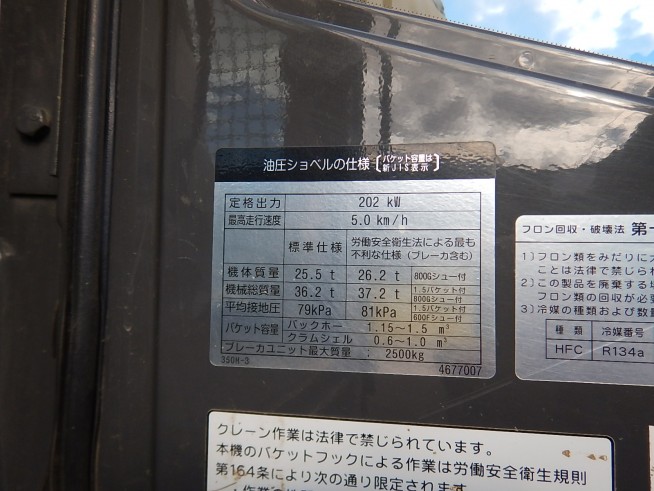 油圧ショベルの仕様〔バケット容量は新JIS表示〕
定格出力 202 kW
最高走行速度 5.0 km/h
標準仕様 労働安全衛生法による最も不利な仕様(ブレーカ含む)
機体質量 25.5 t 26.2 t 800Gシュー付
機械総質量 36.2 t 37.2 t 1.5バケット付 800Gシュー付
平均接地圧 79kPa 81kPa 1.5バケット付 600Fシュー付
バケット容量 バックホー 1.15~1.5 m³
クラムシェル 0.6~1.0 m³
ブレーカユニット最大質量 : 2500kg
350H-3 4677007
フロン回収・破壊法 第
1)フロン類をみだりに
ことは法律で禁じられ
2)この製品を廃棄する場
フロン類の回収が必
3)冷媒の種類および数量
種 類 冷媒番号
HFC R134a
クレーン作業は法律で禁じられています。
本機のバケットフックによる作業は労働安全衛生規則
第164条により次の通り限定されます。